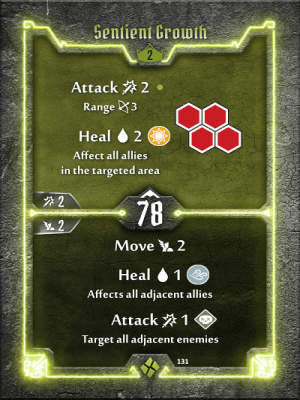 Sentient Growth
2
Attack 2
Range 3
Heal 2
Affect all allies
in the targeted area
2
78
2
Move 2
Heal 1
Affects all adjacent allies
Attack 1
Target all adjacent enemies
131